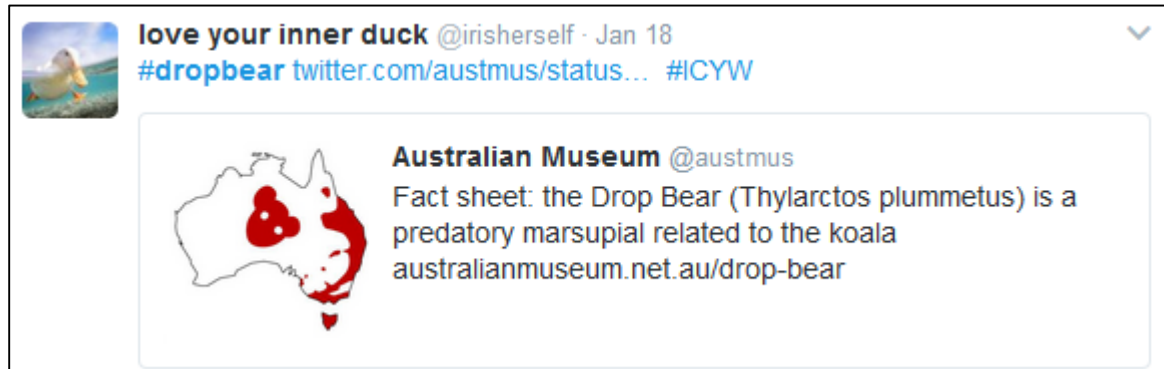 love your inner duck @irisherself · Jan 18
#dropbear twitter.com/austmus/status... #ICYW
Australian Museum @austmus
Fact sheet: the Drop Bear (Thylarctos plummetus) is a
predatory marsupial related to the koala
australianmuseum.net.au/drop-bear